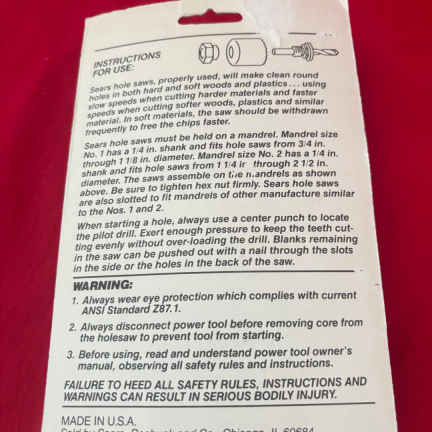 INSTRUCTIONS
FOR USE:
Sears hole saws, properly used, will make clean round
holes in both hard and soft woods and plastics ... using
slow speeds when cutting harder materials and faster
speeds when cutting softer woods, plastics and similar
material. In soft materials, the saw should be withdrawn
frequently to free the chips faster.
Sears hole saws must be held on a mandrel. Mandrel size
No. 1 has a 1/4 in. shank and fits hole saws from 3/4 in.
through 1 1/8 in. diameter. Mandrel size No. 2 has a 1/4 in.
shank and fits hole saws from 1 1/4 ir through 2 1/2 in.
diameter. The saws assemble on the mandrels as shown
above. Be sure to tighten hex nut firmly. Sears hole saws
are also slotted to fit mandrels of other manufacture similar
to the Nos. 1 and 2.
When starting a hole, always use a center punch to locate
the pilot drill. Exert enough pressure to keep the teeth cut-
ting evenly without over-loading the drill. Blanks remaining
in the saw can be pushed out with a nail through the slots
in the side or the holes in the back of the saw.
WARNING:
1. Always wear eye protection which complies with current
ANSI Standard Z87.1.
2. Always disconnect power tool before removing core from
the holesaw to prevent tool from starting.
3. Before using, read and understand power tool owner's
manual, observing all safety rules and instructions.
FAILURE TO HEED ALL SAFETY RULES, INSTRUCTIONS AND
WARNINGS CAN RESULT IN SERIOUS BODILY INJURY.
MADE IN U.S.A.
Sold by Sears, Roebuck and Co., Chicago, IL 60684